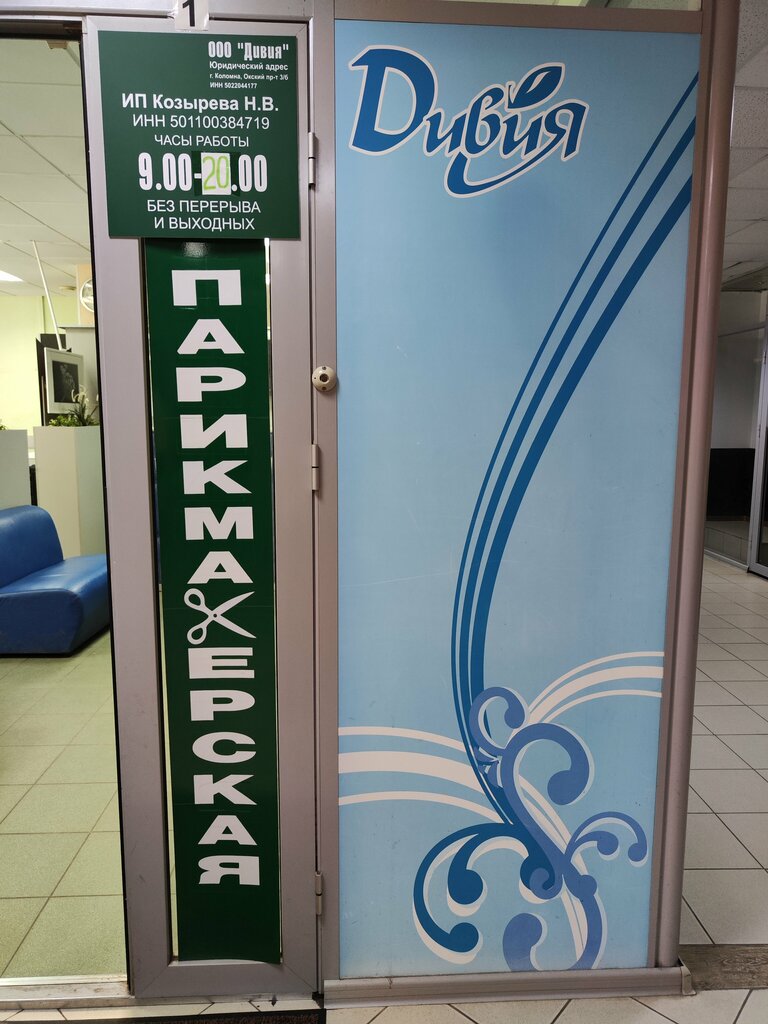 1
ООО "Дивия"
Юридический адрес
г. Коломна, Окский пр-т 3/6
ИНН 5022044177
ИП Козырева Н.В.
ИНН 501100384719
ЧАСЫ РАБОТЫ
9.00-20.00
БЕЗ ПЕРЕРЫВА
И ВЫХОДНЫХ
ПАРИКМАХЕРСКАЯ
Дивия